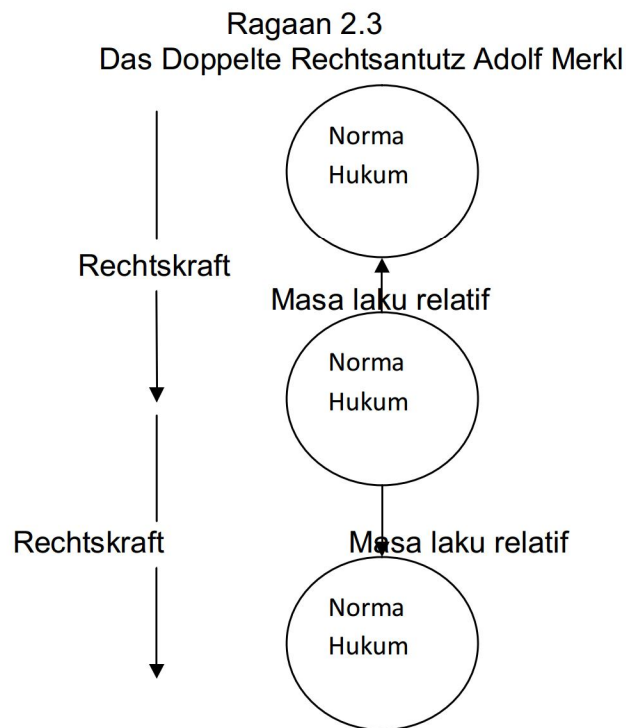 Ragaan 2.3
Das Doppelte Rechtsantutz Adolf Merkl
Norma
Hukum
Rechtskraft
Masa laku relatif
Norma
Hukum
Rechtskraft
Masa laku relatif
Norma
Hukum